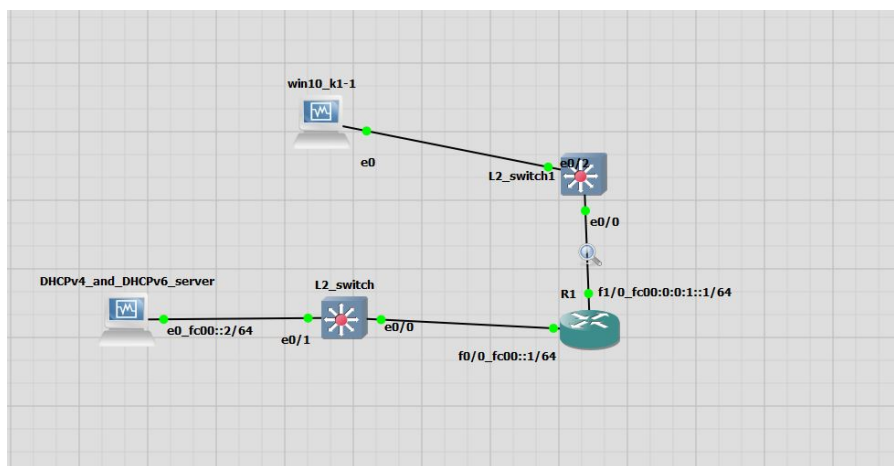 win10_k1-1
e0
e0/2
L2_switch1
e0/0
R1
f1/0_fc00:0:0:1::1/64
DHCPv4_and_DHCPv6_server
L2_switch
e0_fc00::2/64
e0/1
e0/0
f0/0_fc00::1/64